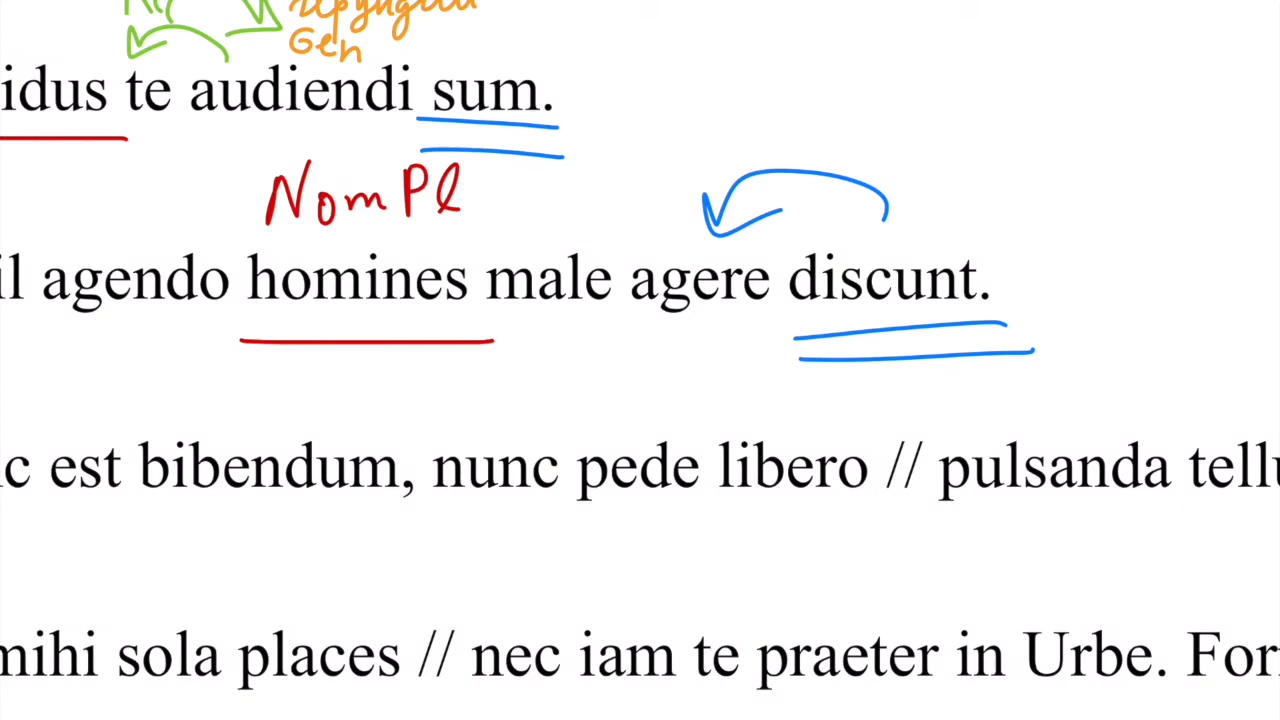 Gen
idus te audiendi sum.
Nom Pl
il agendo homines male agere discunt.
c est bibendum, nunc pede libero // pulsanda tellu
mihi sola places // nec iam te praeter in Urbe. For